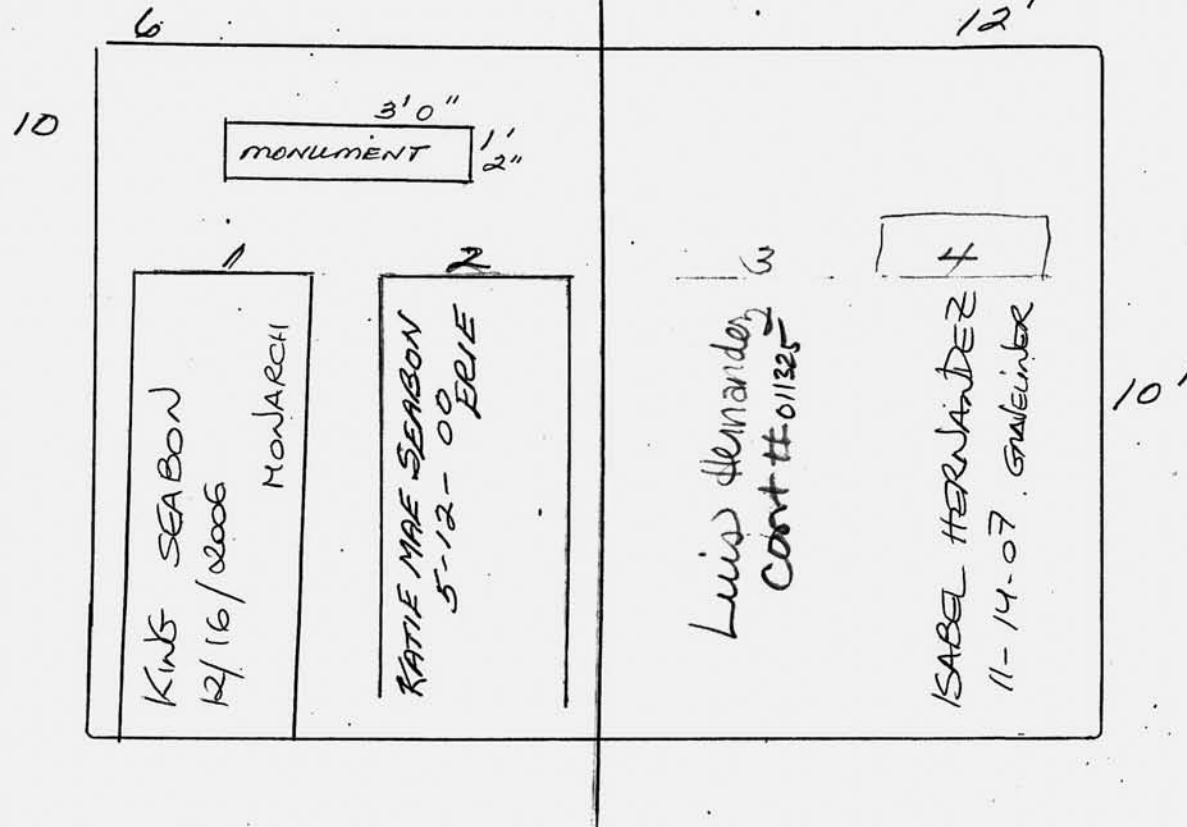 6
12'
10
3'0"
MONUMENT
1'
2"
1
2
3
4
KING SEABON
12/16/2006
MONARCH
KATIE MAE SEABON
5-12-00
ERIE
Luis Hernandez
Cont # 011325
ISABEL HERNANDEZ
11-14-07 GRAVELINER
10'